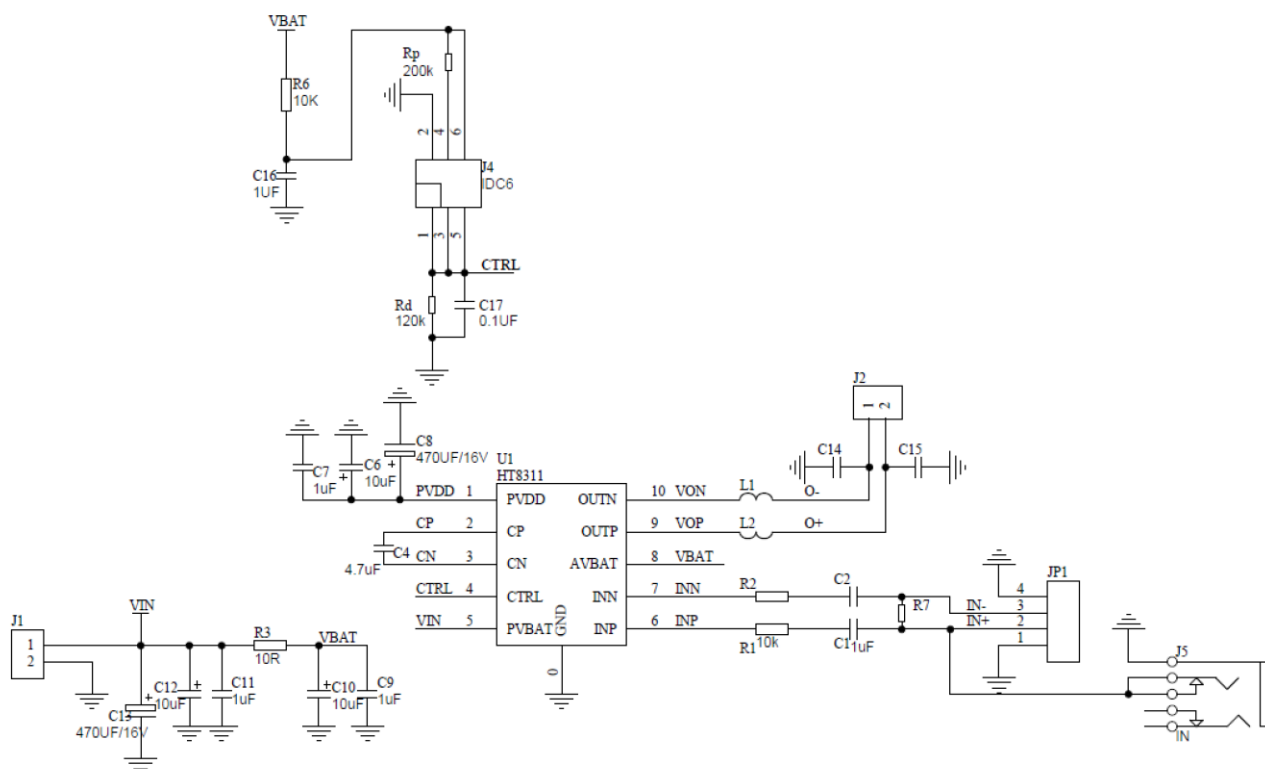 VBAT
R6
10K
C16
1UF
Rp
200k
2
4
6
J4
IDC6
1
3
5
CTRL
Rd
120k
C17
0.1UF
C7
1uF
C6
+
10uF
C8
+
470UF/16V
U1
HT8311
PVDD 1 PVDD
CP 2 CP
CN 3 CN
CTRL 4 CTRL
VIN 5 PVBAT
C4
4.7uF
GND
0
OUTN 10 VON
OUTP 9 VOP
AVBAT 8 VBAT
INN 7 INN
INP 6 INP
L1
O-
L2
O+
J2
1
2
C14
C15
R2
C2
R1
10k
C1
1uF
R7
IN-
IN+
JP1
4
3
2
1
J5
IN
J1
1
2
VIN
C13
+
470UF/16V
C12
+
10uF
C11
1uF
R3
10R
VBAT
C10
+
10uF
C9
1uF